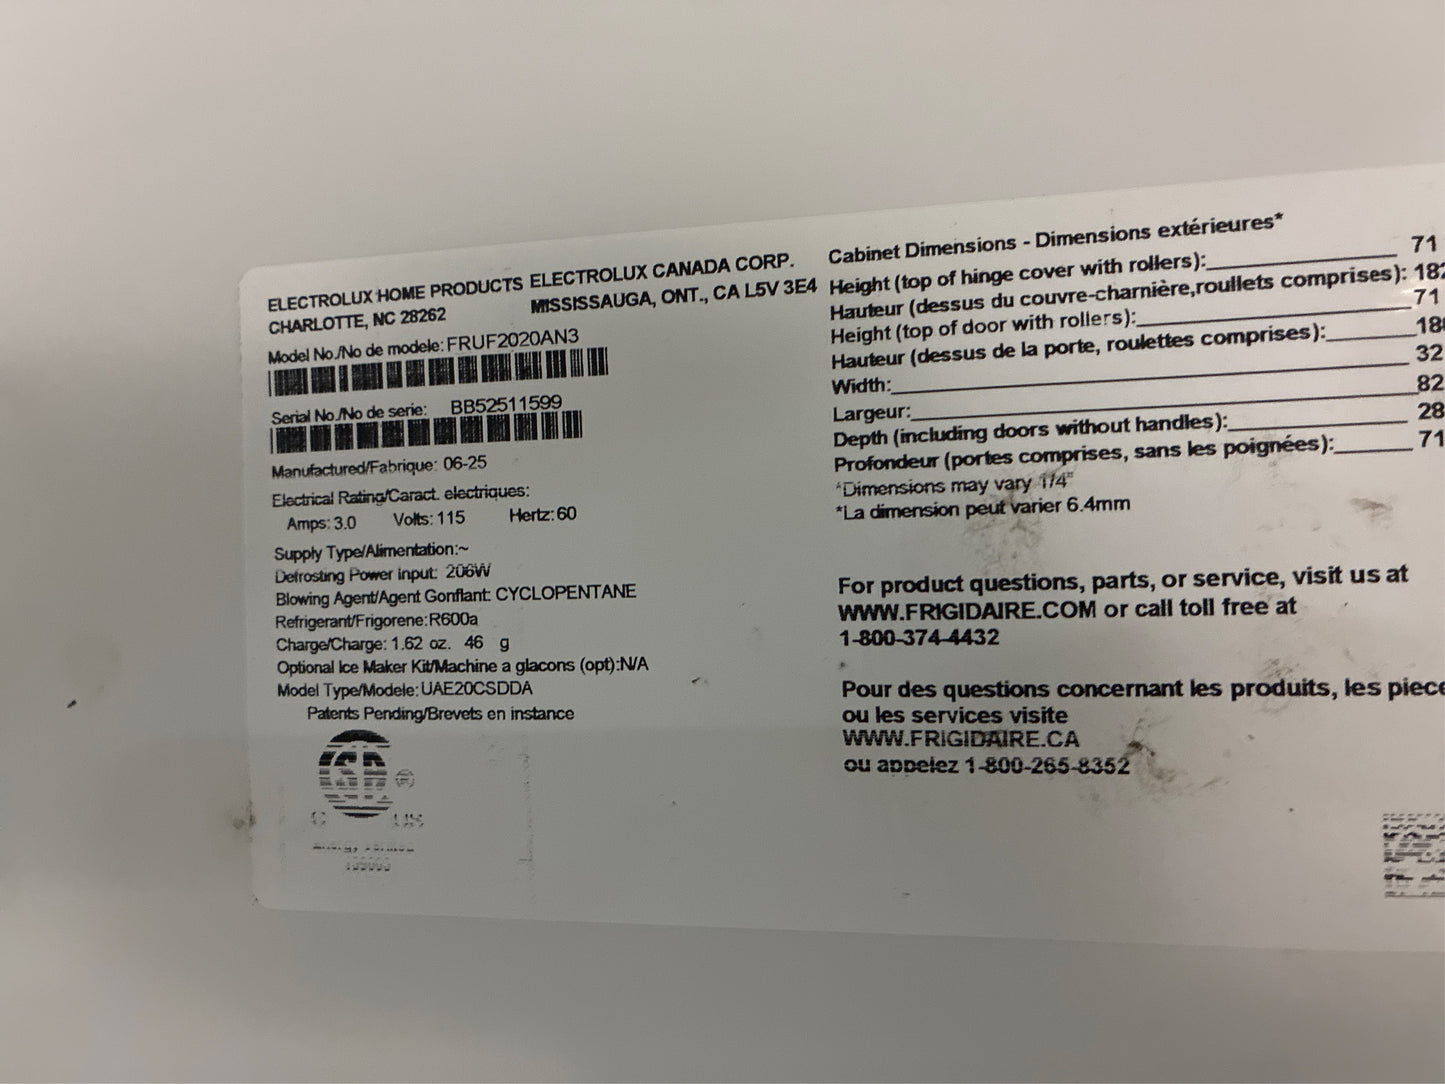 ELECTROLUX HOME PRODUCTS ELECTROLUX CANADA CORP.
CHARLOTTE, NC 28262 MISSISSAUGA, ONT., CA L5V 3E4
Model No./No de modele: FRUF2020AN3
Serial No./No de serie: BB52511599
Manufactured/Fabrique: 06-25
Electrical Rating/Caract. electriques:
Amps: 3.0 Volts: 115 Hertz: 60
Supply Type/Alimentation:~
Defrosting Power input: 206W
Blowing Agent/Agent Gonflant: CYCLOPENTANE
Refrigerant/Frigorene: R600a
Charge/Charge: 1.62 oz. 46 g
Optional Ice Maker Kit/Machine a glacons (opt):N/A
Model Type/Modele: UAE20CSDDA
Patents Pending/Brevets en instance
C US
Cabinet Dimensions - Dimensions extérieures*
Height (top of hinge cover with rollers): 71
Hauteur (dessus du couvre-charnière,roullets comprises): 182
Height (top of door with rollers): 71
Hauteur (dessus de la porte, roulettes comprises): 18
Width: 32
Largeur: 82
Depth (including doors without handles): 28
Profondeur (portes comprises, sans les poignées): 71
*Dimensions may vary 1/4"
*La dimension peut varier 6.4mm
For product questions, parts, or service, visit us at
WWW.FRIGIDAIRE.COM or call toll free at
1-800-374-4432
Pour des questions concernant les produits, les piece
ou les services visite
WWW.FRIGIDAIRE.CA
ou appelez 1-800-265-8352